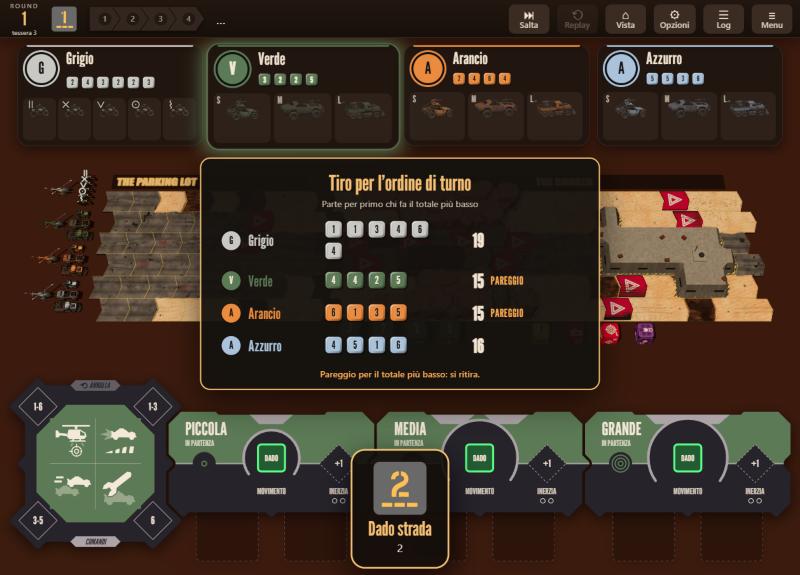 ROUND
1
tessera 3
1
1 2 3 4
...
Salta
Replay
Vista
Opzioni
Log
Menu
G Grigio
2 4 3 2 2 3
V Verde
3 2 2 5
S M L
A Arancio
S M L
A Azzurro
5 5 3 6
S M L
THE PARKING LOT
Tiro per l'ordine di turno
Parte per primo chi fa il totale più basso
G Grigio 1 1 3 4 6 4 19
V Verde 4 4 2 5 15 PAREGGIO
A Arancio 6 1 3 5 15 PAREGGIO
A Azzurro 4 5 1 6 16
Pareggio per il totale più basso: si ritira.
ANNULLA
1-6
1-3
3-5
6
COMANDI
PICCOLA
IN PARTENZA
DADO
+1
MOVIMENTO
INERZIA
MEDIA
IN PARTENZA
DADO
+1
MOVIMENTO
INERZIA
GRANDE
IN PARTENZA
DADO
+1
MOVIMENTO
INERZIA
2
Dado strada
2